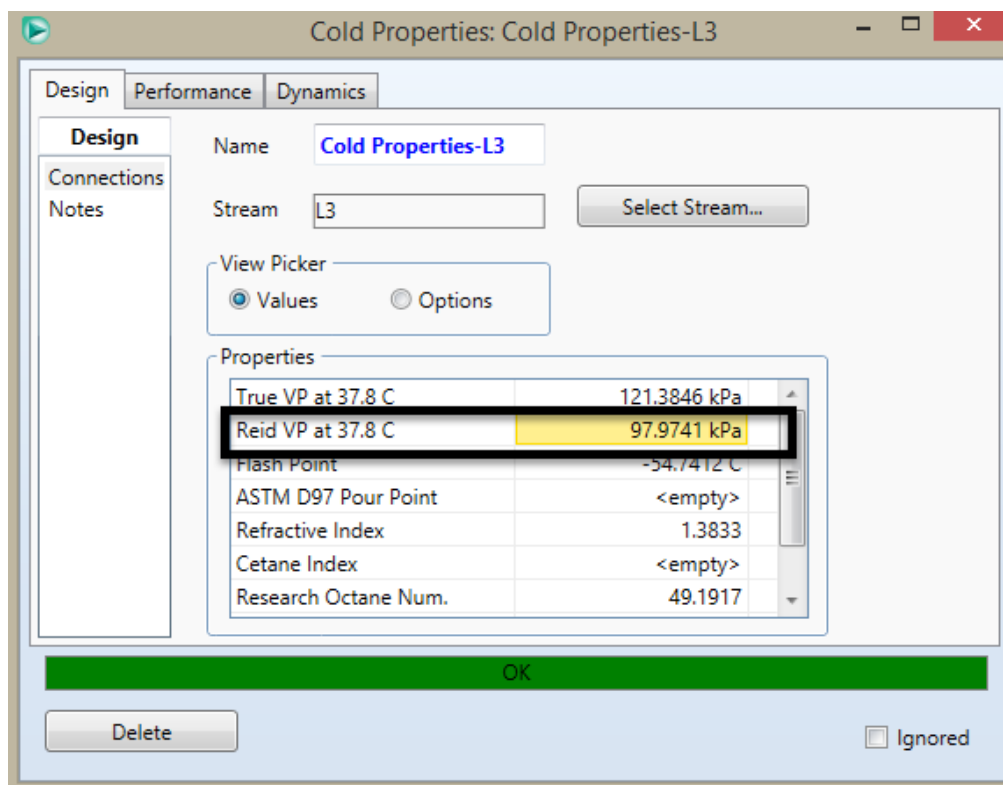 Cold Properties: Cold Properties-L3
Design Performance Dynamics
Design
Connections
Notes
Name Cold Properties-L3
Stream L3 Select Stream...
View Picker
Values Options
Properties
True VP at 37.8 C 121.3846 kPa
Reid VP at 37.8 C 97.9741 kPa
Flash Point -54.7412 C
ASTM D97 Pour Point <empty>
Refractive Index 1.3833
Cetane Index <empty>
Research Octane Num. 49.1917
OK
Delete Ignored